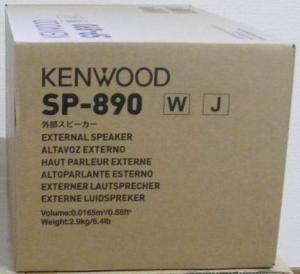 KENWOOD
SP-890 W J
外部スピーカー
EXTERNAL SPEAKER
ALTAVOZ EXTERNO
HAUT PARLEUR EXTERNE
ALTOPARLANTE ESTERNO
EXTERNER LAUTSPRECHER
EXTERNE LUIDSPREKER
Volume:0.0165m³/0.58ft³
Weight:2.9kg/6.4lb
KENWOOD